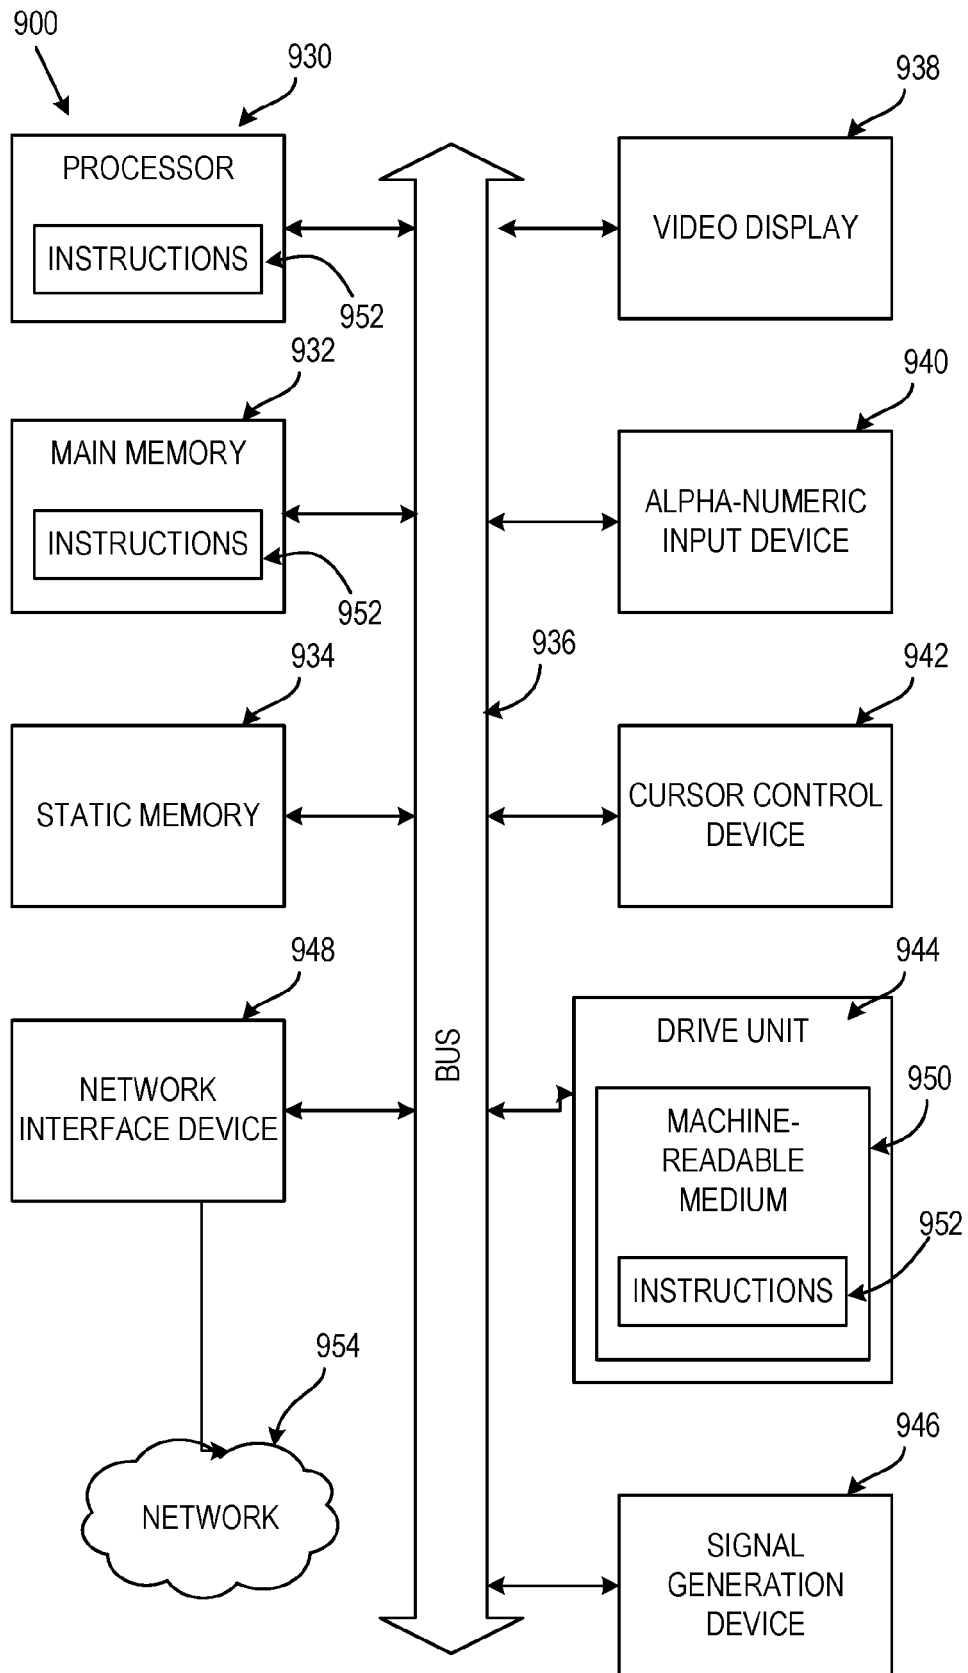 900
930
938
PROCESSOR
INSTRUCTIONS
952
VIDEO DISPLAY
932
940
MAIN MEMORY
INSTRUCTIONS
952
ALPHA-NUMERIC
INPUT DEVICE
934
936
942
STATIC MEMORY
CURSOR CONTROL
DEVICE
948
944
NETWORK
INTERFACE DEVICE
BUS
DRIVE UNIT
950
MACHINE-
READABLE
MEDIUM
952
INSTRUCTIONS
954
946
NETWORK
SIGNAL
GENERATION
DEVICE